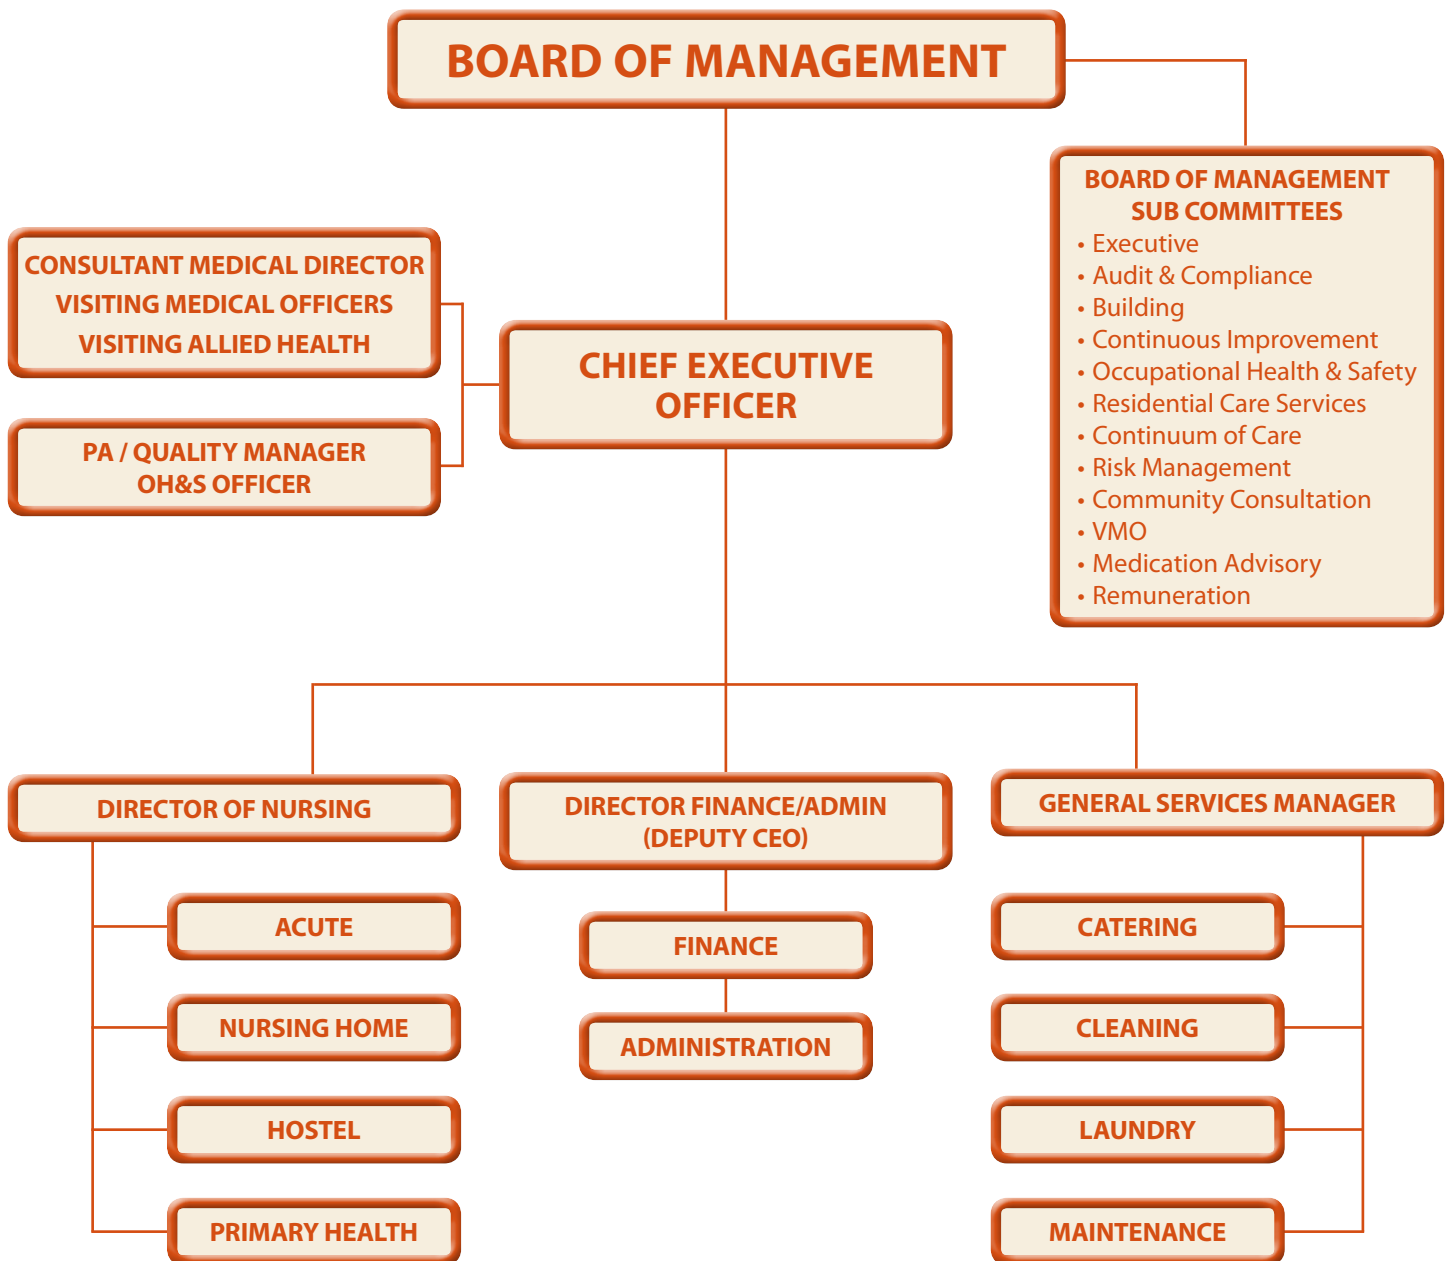 BOARD OF MANAGEMENT
BOARD OF MANAGEMENT
SUB COMMITTEES
• Executive
• Audit & Compliance
• Building
• Continuous Improvement
• Occupational Health & Safety
• Residential Care Services
• Continuum of Care
• Risk Management
• Community Consultation
• VMO
• Medication Advisory
• Remuneration
CONSULTANT MEDICAL DIRECTOR
VISITING MEDICAL OFFICERS
VISITING ALLIED HEALTH
CHIEF EXECUTIVE
OFFICER
PA / QUALITY MANAGER
OH&S OFFICER
DIRECTOR OF NURSING
ACUTE
NURSING HOME
HOSTEL
PRIMARY HEALTH
DIRECTOR FINANCE/ADMIN
(DEPUTY CEO)
FINANCE
ADMINISTRATION
GENERAL SERVICES MANAGER
CATERING
CLEANING
LAUNDRY
MAINTENANCE